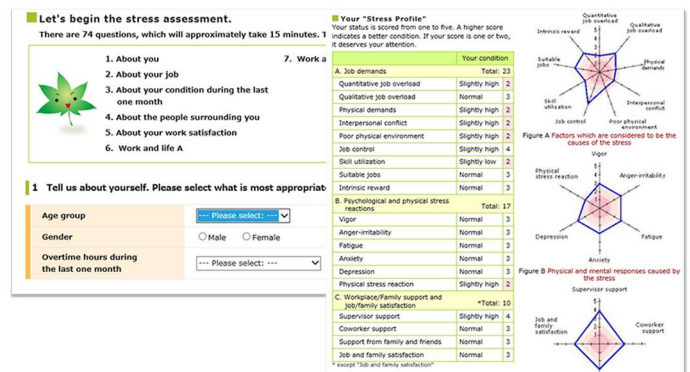 Let's begin the stress assessment.
There are 74 questions, which will approximately take 15 minutes.
1. About you
2. About your job
3. About your condition during the last
one month
4. About the people surrounding you
5. About your work satisfaction
6. Work and life A
7. Work a
1 Tell us about yourself. Please select what is most appropriat
Age group
--- Please select: ---
Gender
Male Female
Overtime hours during
the last one month
--- Please select: ---
Your "Stress Profile"
Your status is scored from one to five. A higher score
indicates a better condition. If your score is one or two,
it deserves your attention.
Your condition
A. Job demands Total: 23
Quantitative job overload Slightly high 2
Qualitative job overload Normal 3
Physical demands Slightly high 2
Interpersonal conflict Slightly high 2
Poor physical environment Slightly high 2
Job control Slightly high 4
Skill utilization Slightly low 2
Suitable jobs Normal 3
Intrinsic reward Normal 3
B. Psychological and physical stress
reactions Total: 17
Vigor Normal 3
Anger-irritability Normal 3
Fatigue Normal 3
Anxiety Normal 3
Depression Normal 3
Physical stress reaction Slightly high 2
C. Workplace/Family support and
job/family satisfaction *Total: 10
Supervisor support Slightly high 4
Coworker support Normal 3
Support from family and friends Normal 3
Job and family satisfaction Normal 3
* except "Job and family satisfaction"
Quantitative
job overload
Qualitative
job overload
Physical
demands
Interpersonal
conflict
Poor physical
environment
Job control
Skill
utilization
Suitable
jobs
Intrinsic reward
Figure A Factors which are considered to be the
causes of the stress
Vigor
Anger-irritability
Fatigue
Anxiety
Depression
Physical
stress reaction
Figure B Physical and mental responses caused by
the stress
Supervisor support
Coworker
support
Job and
family
satisfaction